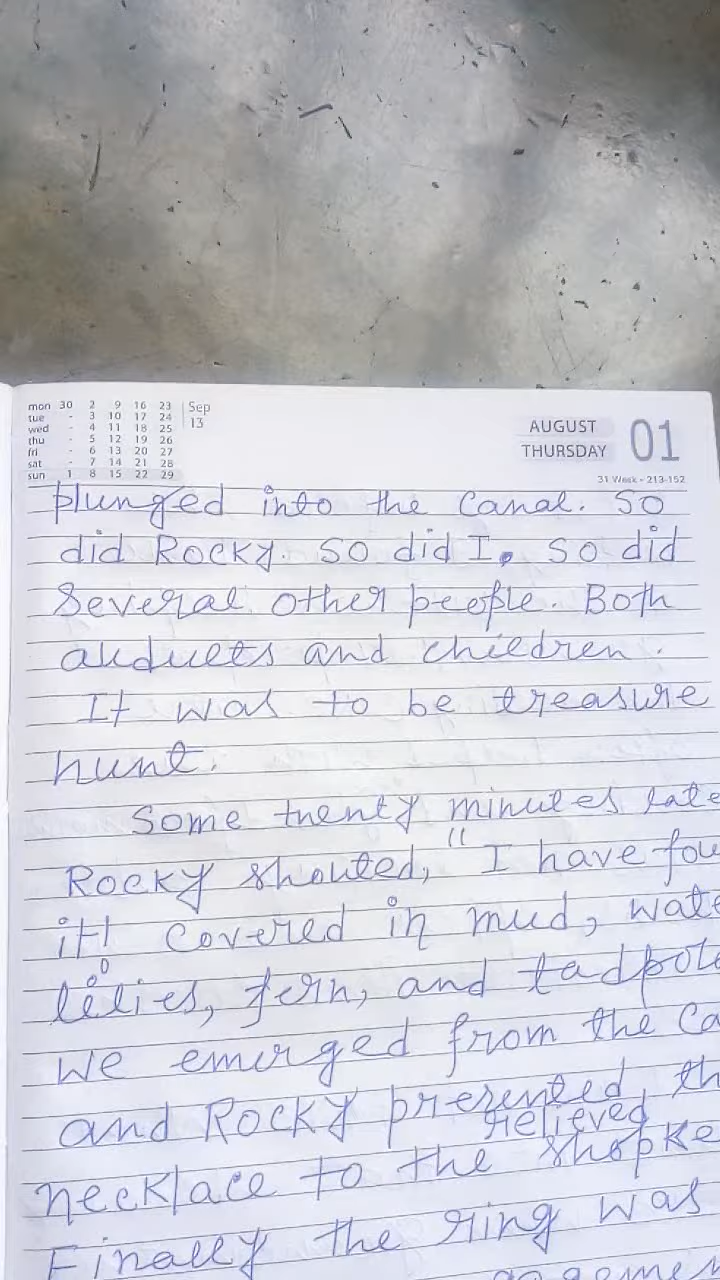 mon 30 2 9 16 23 Sep
tue - 3 10 17 24 13
wed - 4 11 18 25
thu - 5 12 19 26
fri - 6 13 20 27
sat - 7 14 21 28
sun 1 8 15 22 29
AUGUST 01
THURSDAY
31 Week - 213-152
plunged into the Canal. So
did Rocky. So did I. So did
Several other people. Both
and children.
It was to be treasure
hunt.
Some twenty minutes late
Rocky shouted, "I have fou
it! Covered in mud, wate
lilies, fern, and tadpole
We emerged from the Ca
and Rocky presented th
relieved
necklace to the shopke
Finally the ring was